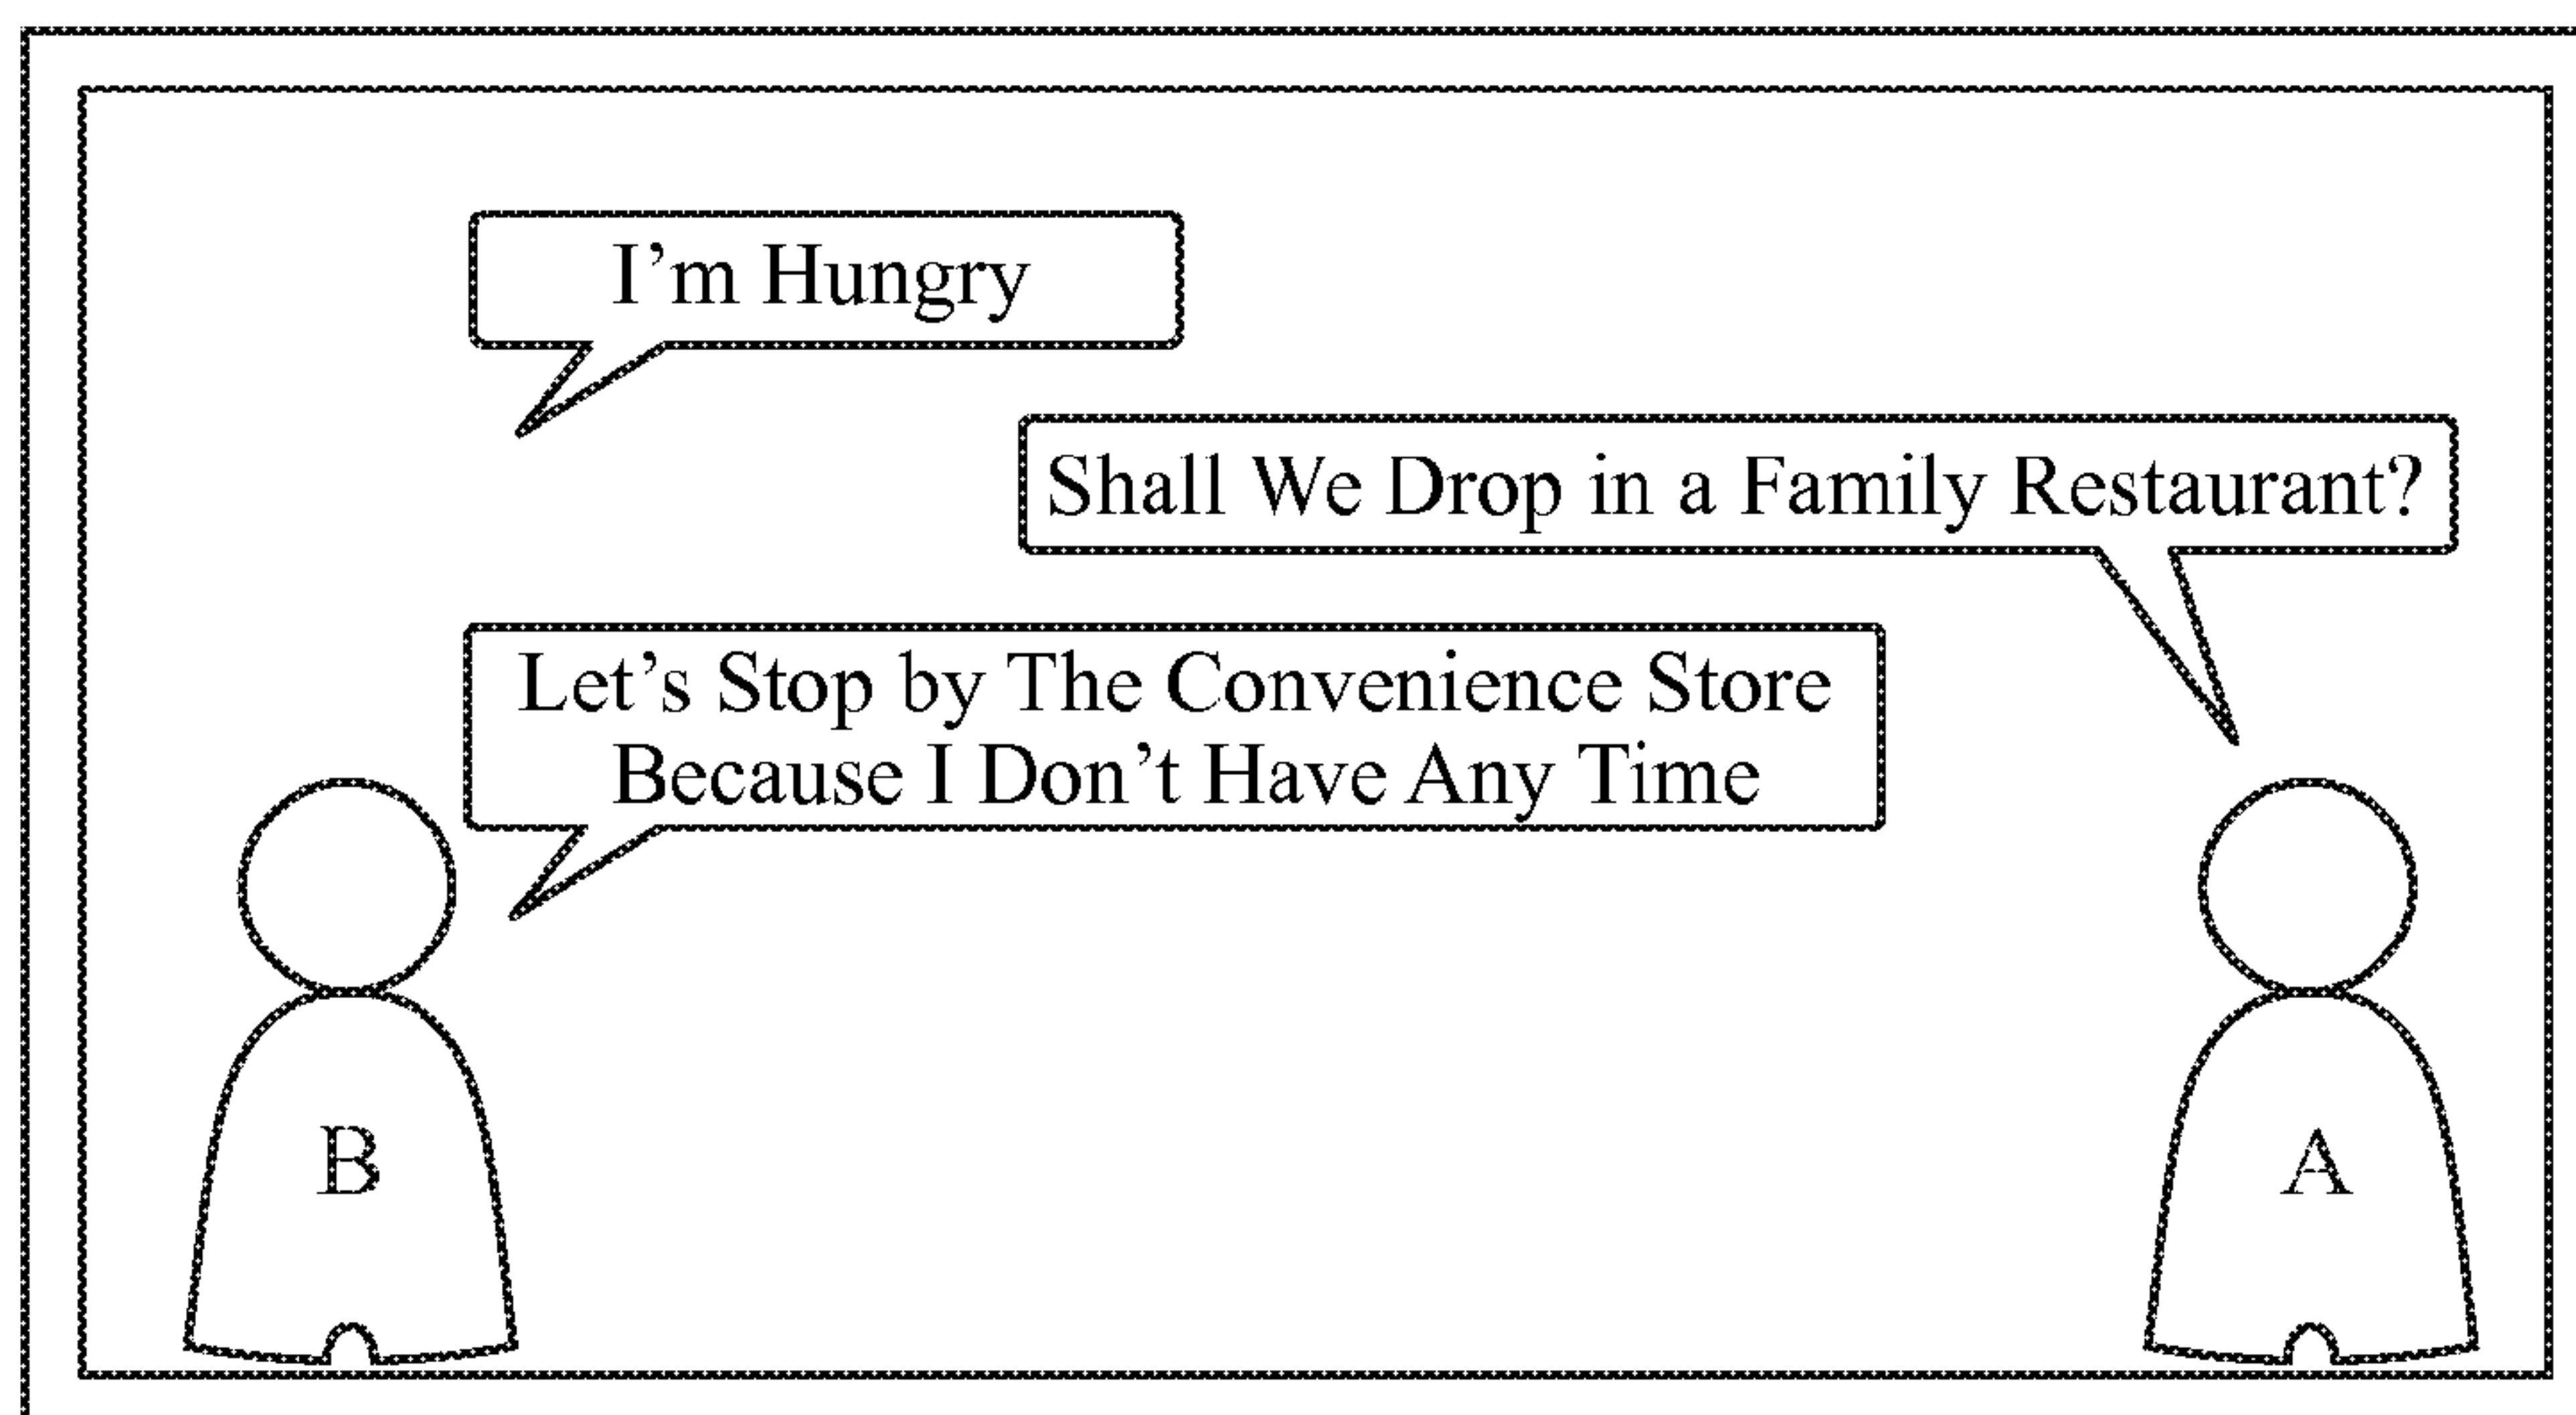 I’m Hungry
Shall We Drop in a Family Restaurant?
Let’s Stop by The Convenience Store
Because I Don’t Have Any Time
B
A